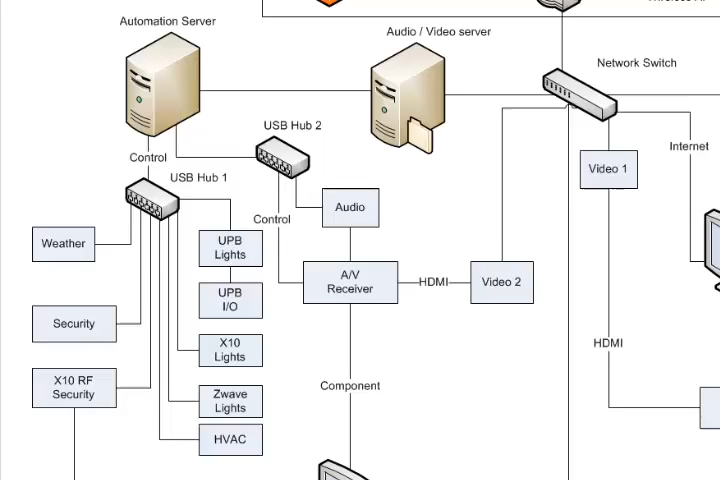 Automation Server
Audio / Video server
Network Switch
USB Hub 2
Control
USB Hub 1
Internet
Video 1
Audio
Control
Weather
UPB
Lights
A/V
Receiver
HDMI
Video 2
UPB
I/O
Security
X10
Lights
HDMI
X10 RF
Security
Component
Zwave
Lights
HVAC